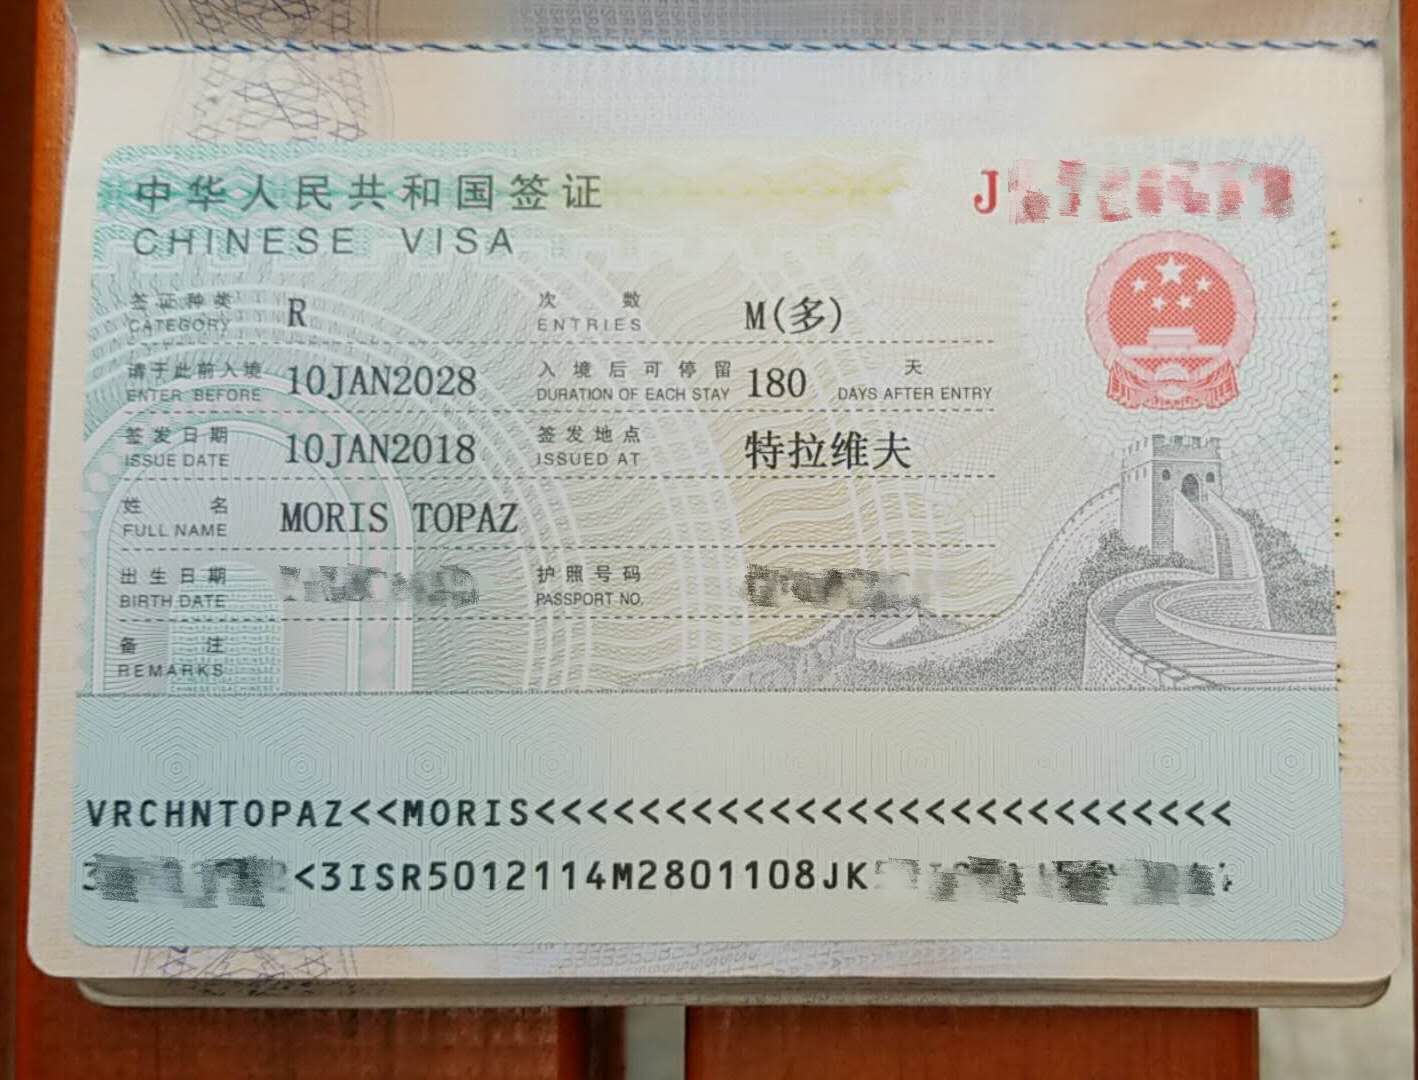 中华人民共和国签证
CHINESE VISA
J
签证种类 R 次数 M(多)
CATEGORY ENTRIES
请于此前入境 10JAN2028 入境后可停留 180 天
ENTER BEFORE DURATION OF EACH STAY DAYS AFTER ENTRY
签发日期 10JAN2018 签发地点 特拉维夫
ISSUE DATE ISSUED AT
姓名 MORIS TOPAZ
FULL NAME
出生日期 护照号码
BIRTH DATE PASSPORT NO.
备注
REMARKS
VRCHNTOPAZ<<MORIS<<<<<<<<<<<<<<<<<<<<<<<<<<<
3 <3ISR5012114M2801108JK